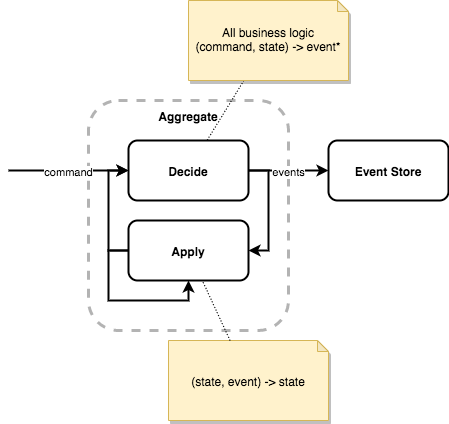 All business logic
(command, state) -> event*
Aggregate
command
Decide
events
Event Store
Apply
(state, event) -> state